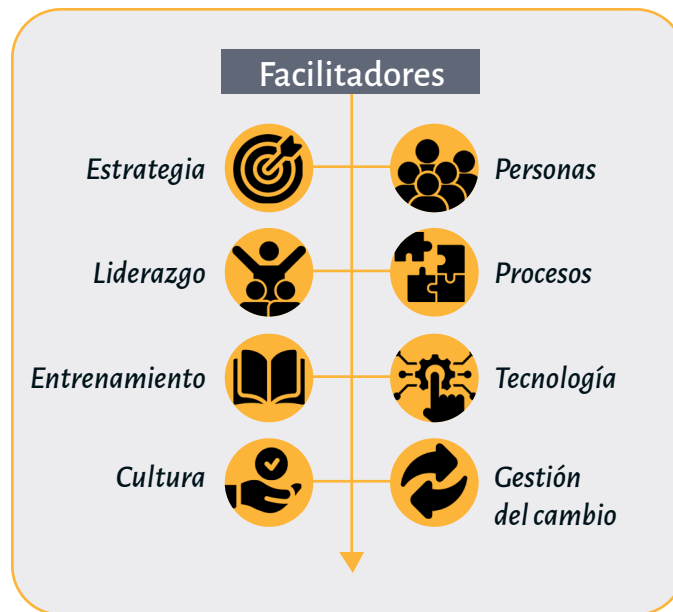 Facilitadores
Estrategia
Personas
Liderazgo
Procesos
Entrenamiento
Tecnología
Cultura
Gestión
del cambio